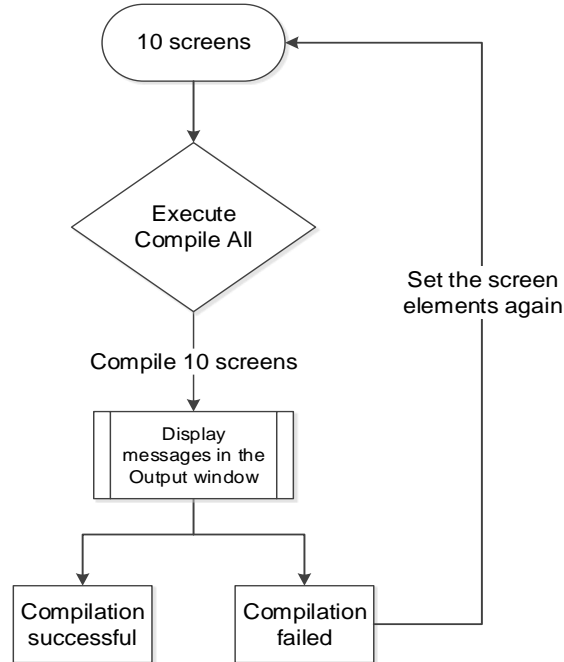 10 screens
Execute
Compile All
Set the screen
elements again
Compile 10 screens
Display
messages in the
Output window
Compilation
successful
Compilation
failed